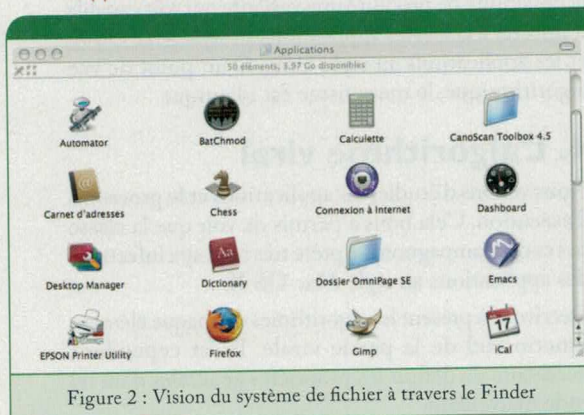 Applications
50 éléments, 3,97 Go disponibles
Automator
BatChmod
Calculette
CanoScan Toolbox 4.5
Carnet d'adresses
Chess
Connexion à Internet
Dashboard
Desktop Manager
Dictionary
Dossier OmniPage SE
Emacs
EPSON Printer Utility
Firefox
Gimp
iCal
Aa
17
Figure 2 : Vision du système de fichier à travers le Finder